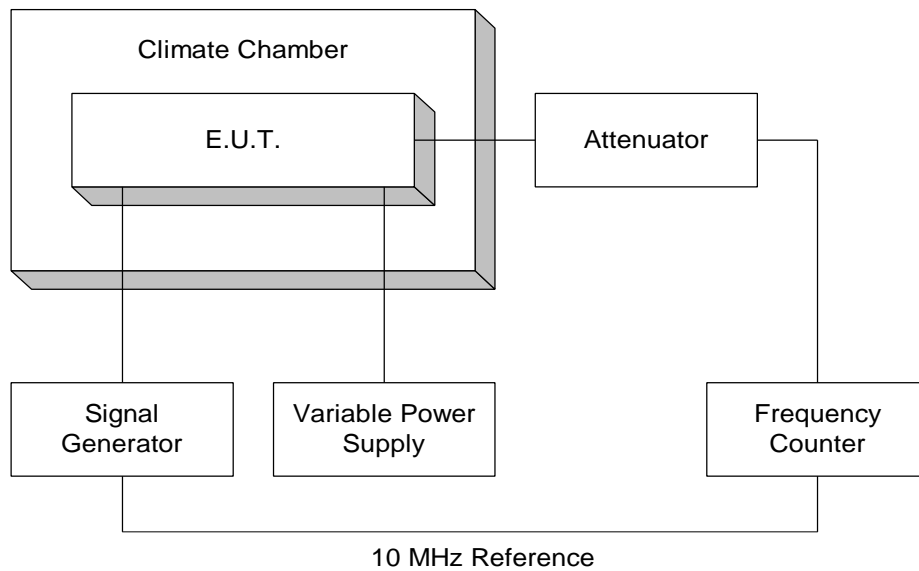 Climate Chamber
E.U.T.
Attenuator
Signal
Generator
Variable Power
Supply
Frequency
Counter
10 MHz Reference